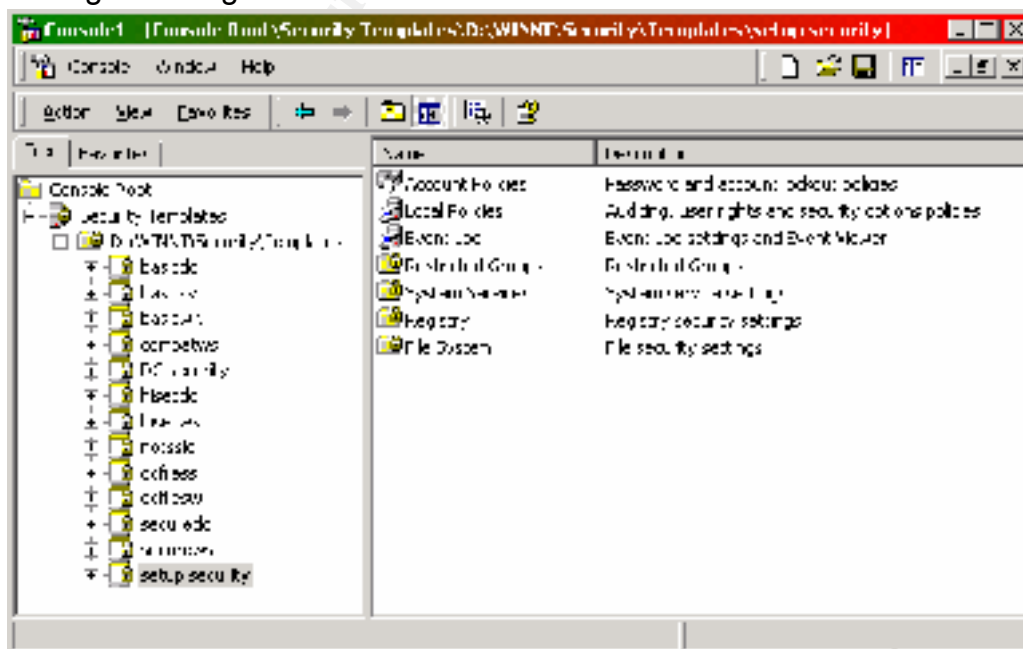 Console1 - [Console Root\Security Templates\D:\WINNT\Security\Templates\setup security]
Console Window Help
Action View Favorites
Tree Favorites
Name Description
Console Root
Security Templates
D:\WINNT\Security\Templates
basicdc
basicsv
basicwk
compatws
DC security
hisecdc
hisecws
notssid
ocfiless
ocfilesw
securedc
securews
setup security
Account Policies Password and account lockout policies
Local Policies Auditing, user rights and security options policies
Event Log Event Log settings and Event Viewer
Restricted Groups Restricted Groups
System Services System service settings
Registry Registry security settings
File System File security settings